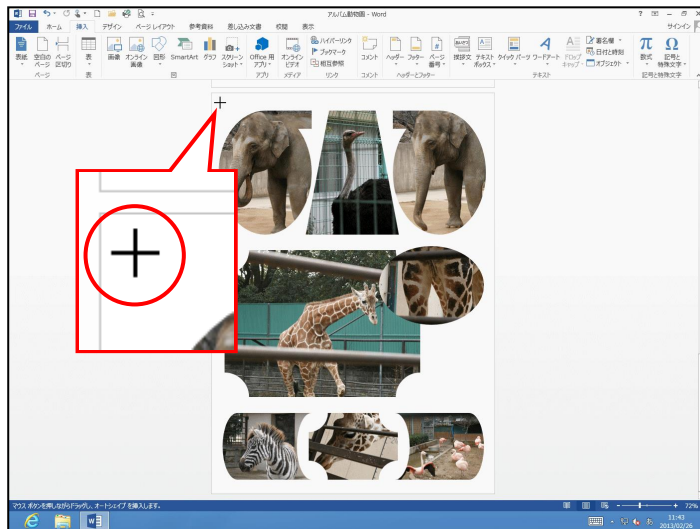 アルバム動物園 - Word
ファイル ホーム 挿入 デザイン ページ レイアウト 参考資料 差し込み文書 校閲 表示 サインイン
表紙 空白のページ ページ区切り 表 画像 オンライン画像 図形 SmartArt グラフ スクリーンショット Office 用アプリ オンラインビデオ ハイパーリンク コメント ヘッダー フッター ページ番号 挨拶文 テキストボックス クイック パーツ ワードアート ドロップキャップ 署名欄 数式 記号と特殊文字
ブックマーク 日付と時刻
相互参照 オブジェクト
ページ 表 図 アプリ メディア リンク コメント ヘッダーとフッター テキスト 記号と特殊文字
マウス ボタンを押しながらドラッグし、オートシェイプ を挿入します。 72%
11:43
2013/02/26